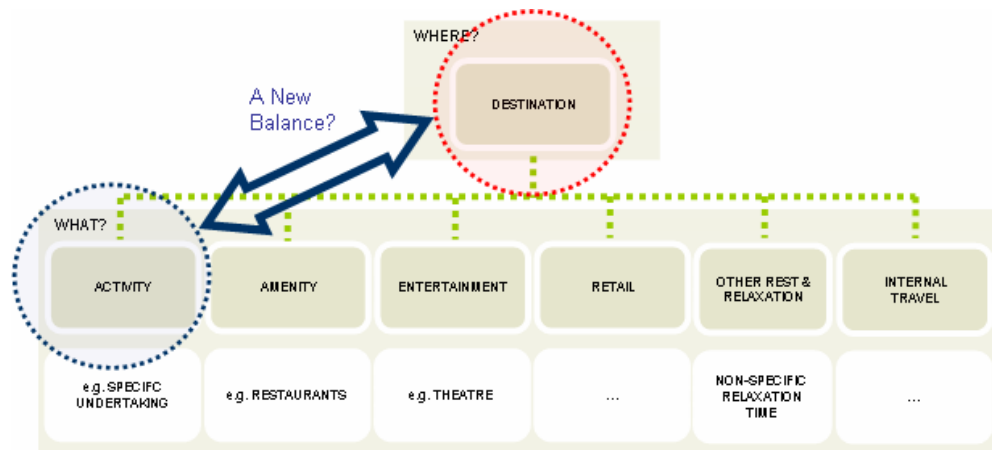 WHERE?
DESTINATION
A New
Balance?
WHAT?
ACTIVITY
AMENITY
ENTERTAINMENT
RETAIL
OTHER REST &
RELAXATION
INTERNAL
TRAVEL
e.g. SPECIFC
UNDERTAKING
e.g. RESTAURANTS
e.g. THEATRE
...
NON-SPECIFIC
RELAXATION
TIME
...